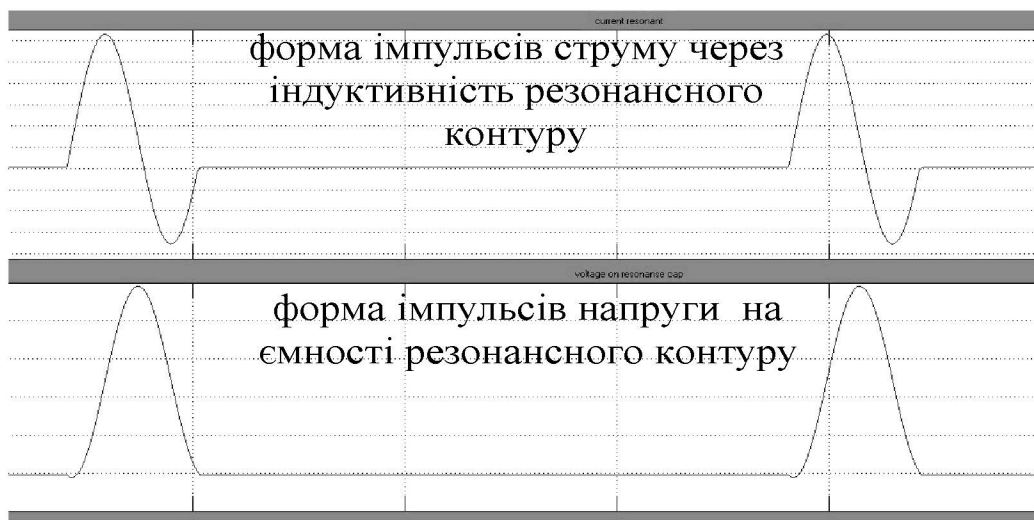 current resonant
форма імпульсів струму через
індуктивність резонансного
контуру
voltage on resonanse cap
форма імпульсів напруги на
ємності резонансного контуру